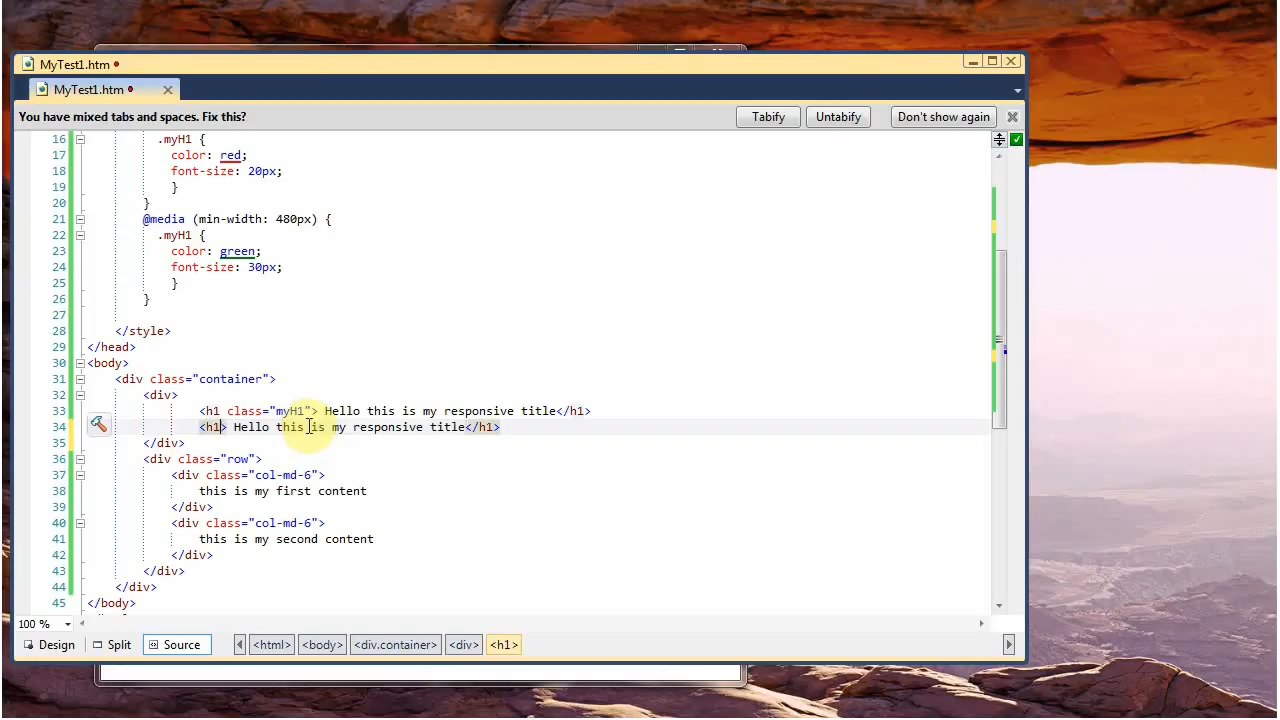 MyTest1.htm
MyTest1.htm
You have mixed tabs and spaces. Fix this? Tabify Untabify Don't show again
16 .myH1 {
17 color: red;
18 font-size: 20px;
19 }
20 }
21 @media (min-width: 480px) {
22 .myH1 {
23 color: green;
24 font-size: 30px;
25 }
26 }
27
28 </style>
29 </head>
30 <body>
31 <div class="container">
32 <div>
33 <h1 class="myH1"> Hello this is my responsive title</h1>
34 <h1> Hello this is my responsive title</h1>
35 </div>
36 <div class="row">
37 <div class="col-md-6">
38 this is my first content
39 </div>
40 <div class="col-md-6">
41 this is my second content
42 </div>
43 </div>
44 </div>
45 </body>
100 %
Design Split Source <html> <body> <div.container> <div> <h1>